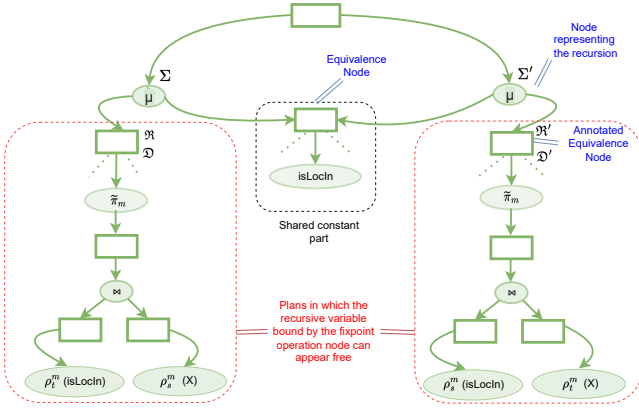 Node
representing
the recursion
Equivalence
Node
Σ
Σ′
μ
μ
Annotated
Equivalence
Node
ℜ
𝔇
ℜ′
𝔇′
isLocIn
Shared constant
part
π̃ₘ
π̃ₘ
⋈
⋈
Plans in which the
recursive variable
bound by the fixpoint
operation node can
appear free
ρₜᵐ (isLocIn)
ρₛᵐ (X)
ρₛᵐ (isLocIn)
ρₜᵐ (X)